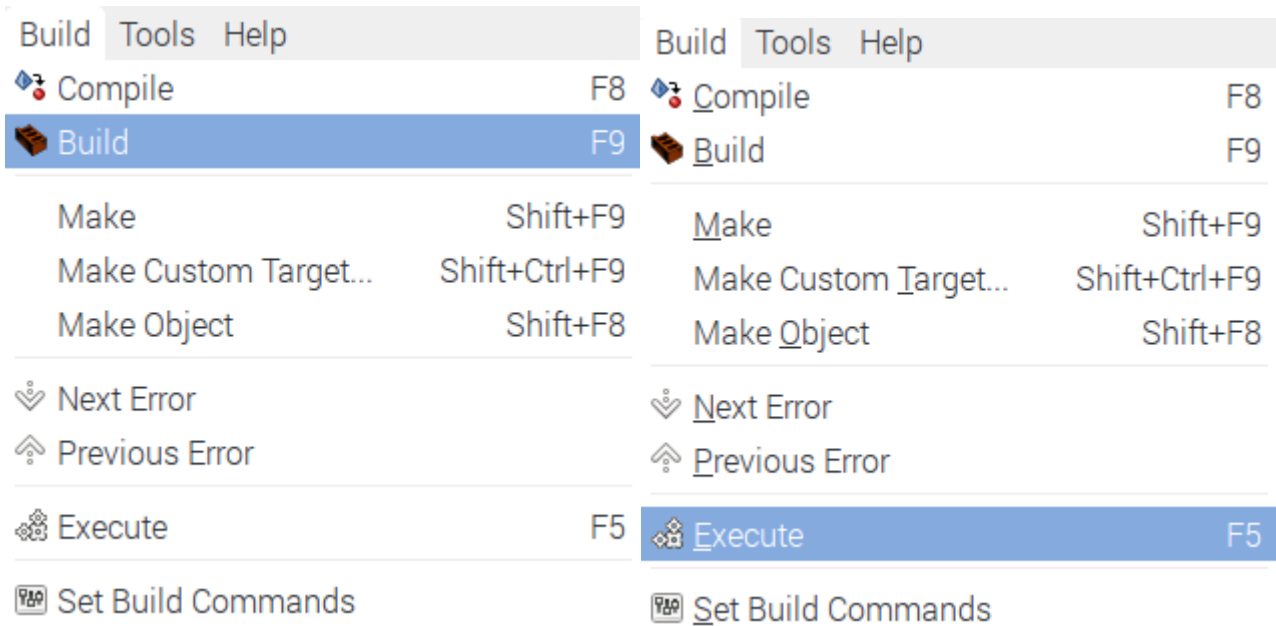 Build Tools Help
Compile F8
Build F9
Make Shift+F9
Make Custom Target... Shift+Ctrl+F9
Make Object Shift+F8
Next Error
Previous Error
Execute F5
Set Build Commands
Build Tools Help
Compile F8
Build F9
Make Shift+F9
Make Custom Target... Shift+Ctrl+F9
Make Object Shift+F8
Next Error
Previous Error
Execute F5
Set Build Commands